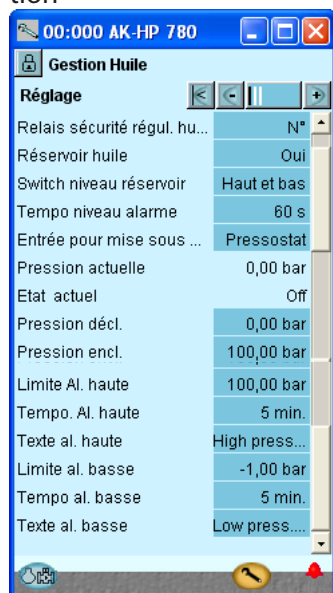 tion
00:000 AK-HP 780
Gestion Huile
Réglage
Relais sécurité régul. hu... N°
Réservoir huile Oui
Switch niveau réservoir Haut et bas
Tempo niveau alarme 60 s
Entrée pour mise sous ... Pressostat
Pression actuelle 0,00 bar
Etat actuel Off
Pression décl. 0,00 bar
Pression encl. 100,00 bar
Limite Al. haute 100,00 bar
Tempo. Al. haute 5 min.
Texte al. haute High press...
Limite al. basse -1,00 bar
Tempo al. basse 5 min.
Texte al. basse Low press....